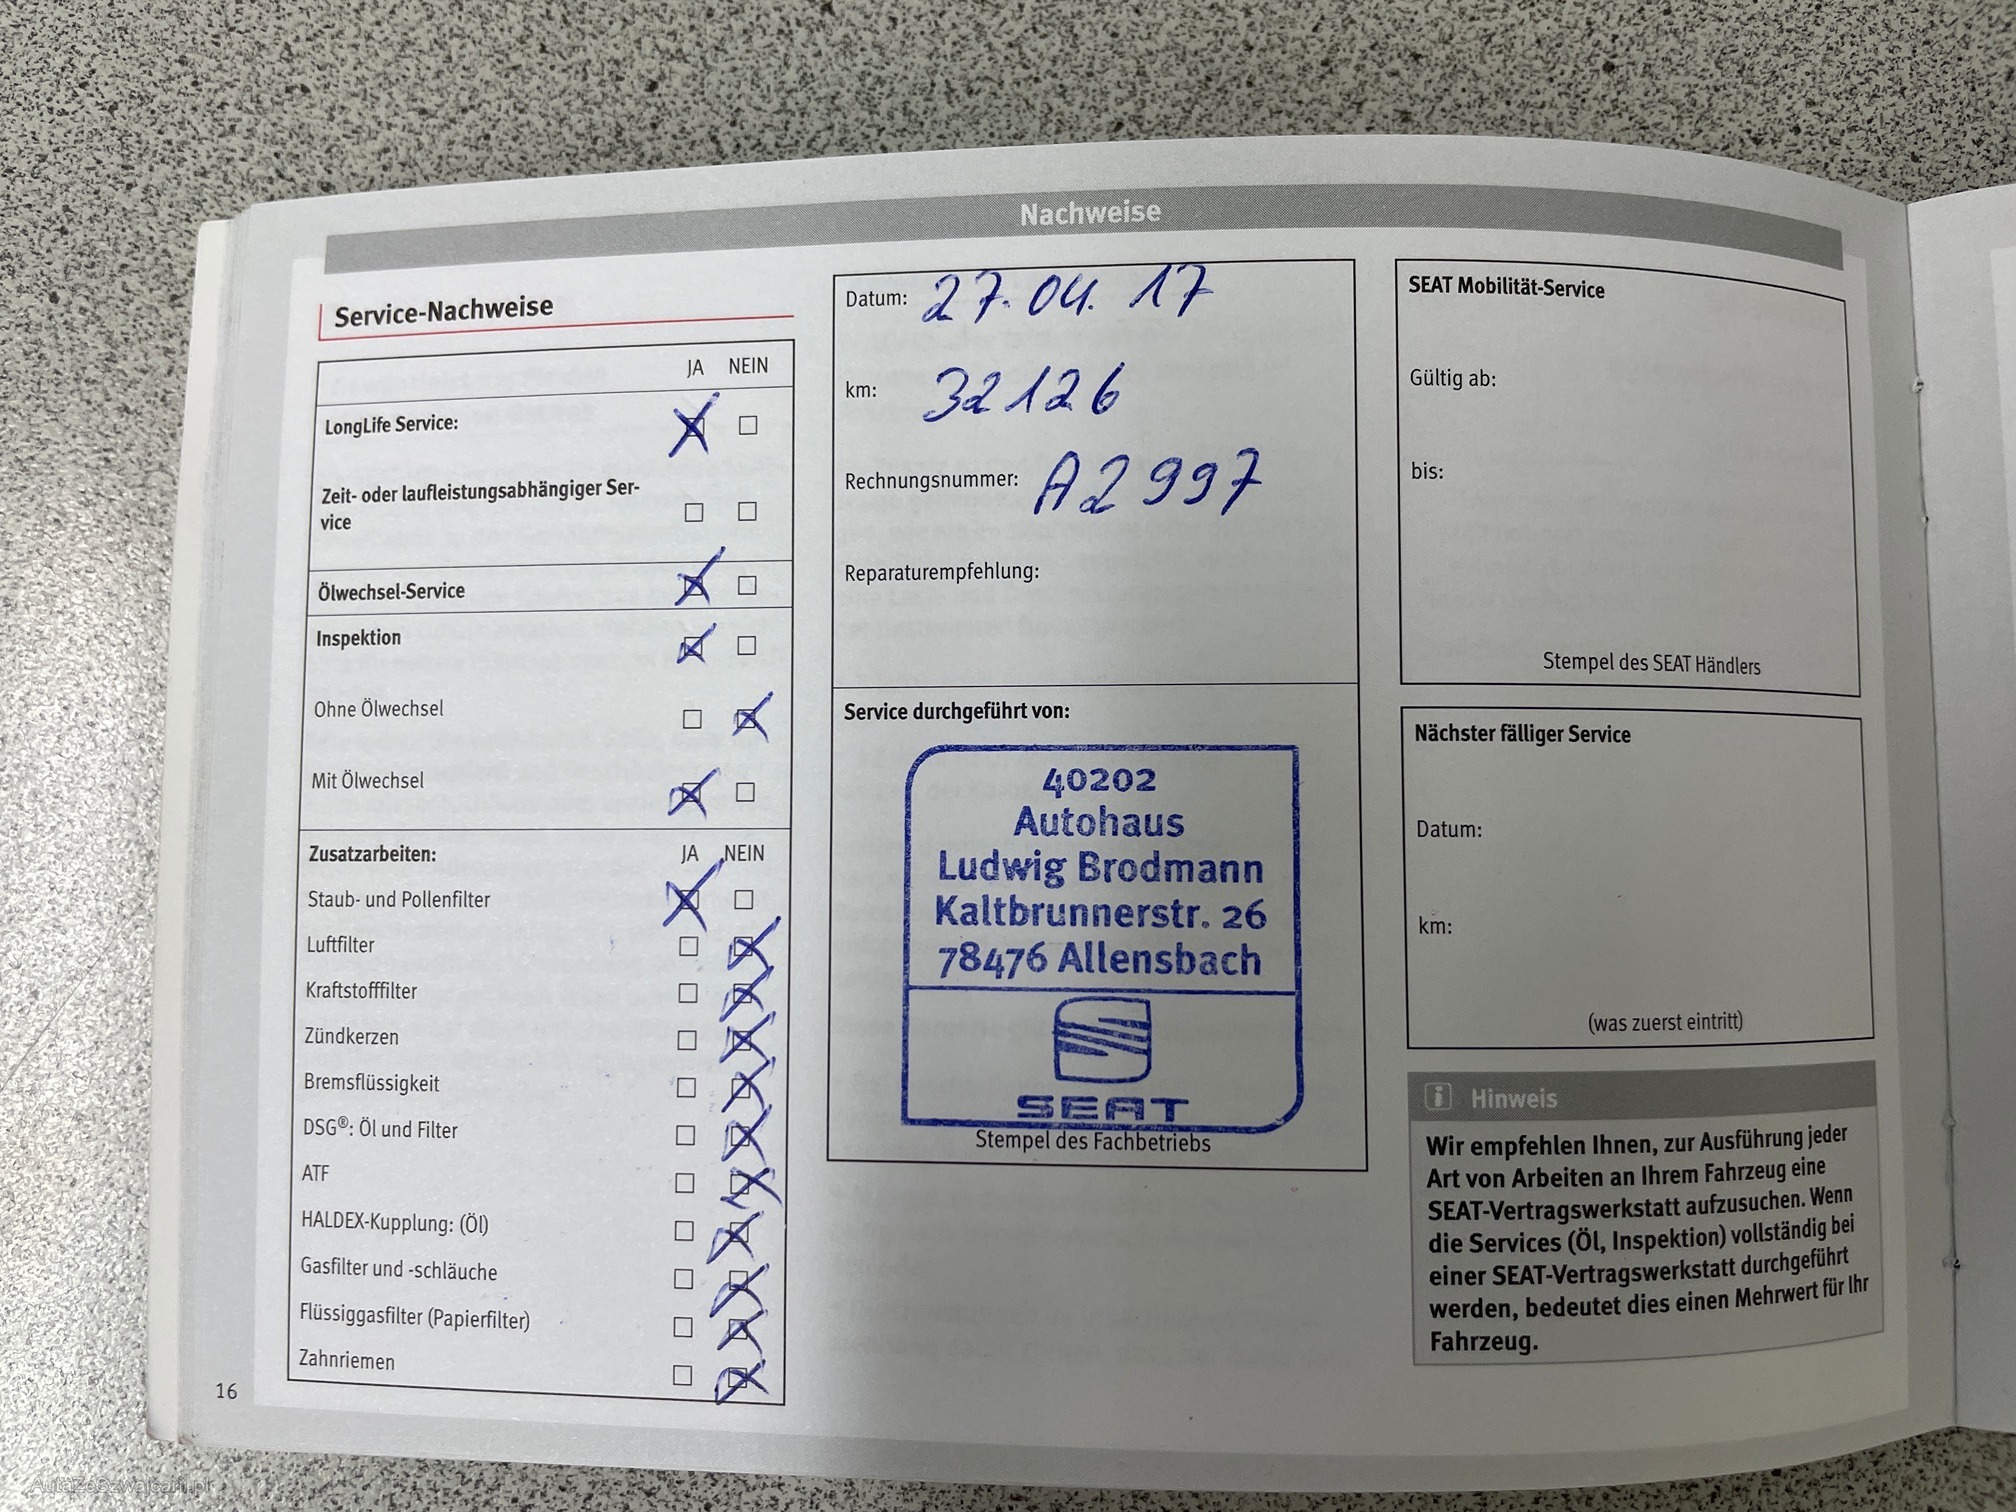 Nachweise
Service-Nachweise
JA NEIN
LongLife Service:
Zeit- oder laufleistungsabhängiger Ser-
vice
Ölwechsel-Service
Inspektion
Ohne Ölwechsel
Mit Ölwechsel
Zusatzarbeiten: JA NEIN
Staub- und Pollenfilter
Luftfilter
Kraftstofffilter
Zündkerzen
Bremsflüssigkeit
DSG®: Öl und Filter
ATF
HALDEX-Kupplung: (Öl)
Gasfilter und -schläuche
Flüssiggasfilter (Papierfilter)
Zahnriemen
16
Datum: 27.04.17
km: 32126
Rechnungsnummer: A2997
Reparaturempfehlung:
Service durchgeführt von:
40202
Autohaus
Ludwig Brodmann
Kaltbrunnerstr. 26
78476 Allensbach
SEAT
Stempel des Fachbetriebs
SEAT Mobilität-Service
Gültig ab:
bis:
Stempel des SEAT Händlers
Nächster fälliger Service
Datum:
km:
(was zuerst eintritt)
i Hinweis
Wir empfehlen Ihnen, zur Ausführung jeder
Art von Arbeiten an Ihrem Fahrzeug eine
SEAT-Vertragswerkstatt aufzusuchen. Wenn
die Services (Öl, Inspektion) vollständig bei
einer SEAT-Vertragswerkstatt durchgeführt
werden, bedeutet dies einen Mehrwert für Ihr
Fahrzeug.
AutaZeSzwajcarii.pl